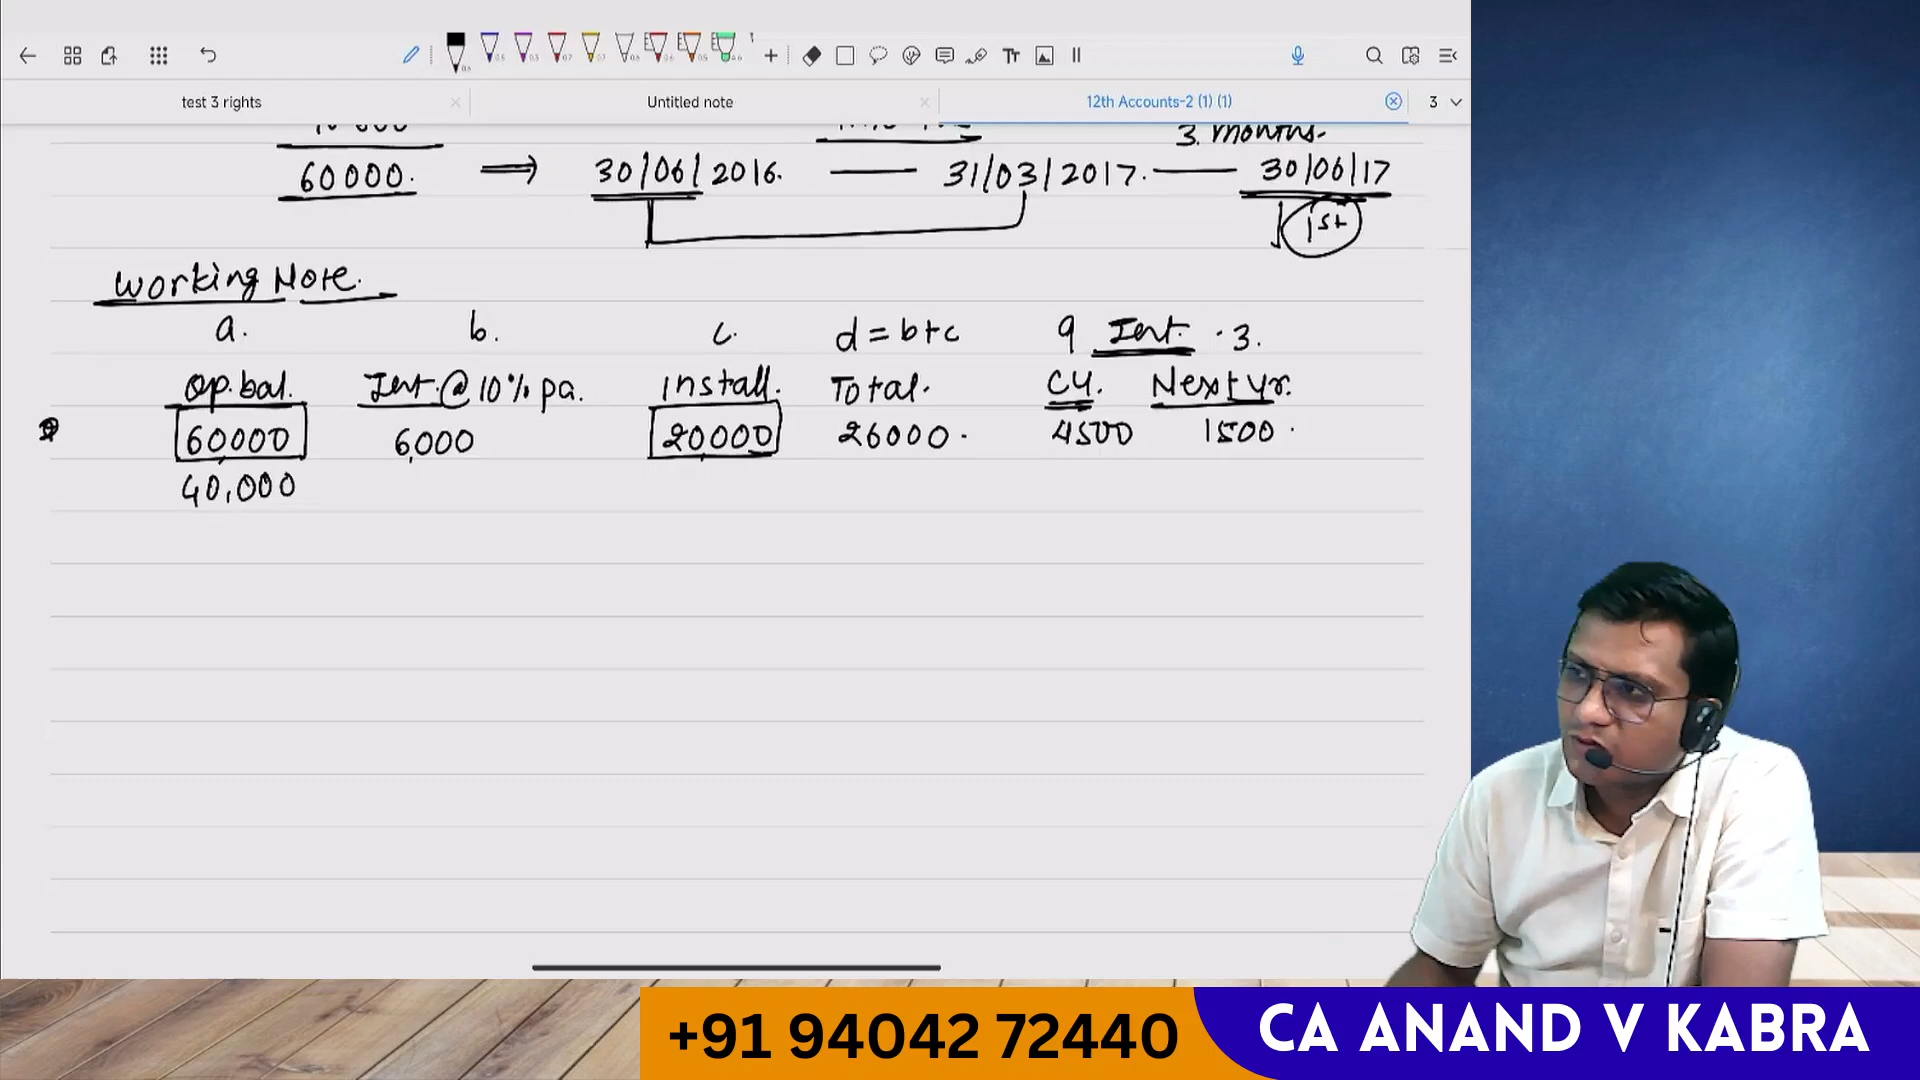 test 3 rights
Untitled note
12th Accounts-2 (1) (1)
3
3. months.
60000. ⇒ 30/06/2016. — 31/03/2017. — 30/06/17
1st
Working Note.
a. b. c. d = b+c 9 Int. · 3.
Op. bal. Int. @ 10% pa. install. Total. CY. Next yr.
60000 6,000 20,000 26000. 4500 1500.
40,000
+91 94042 72440
CA ANAND V KABRA